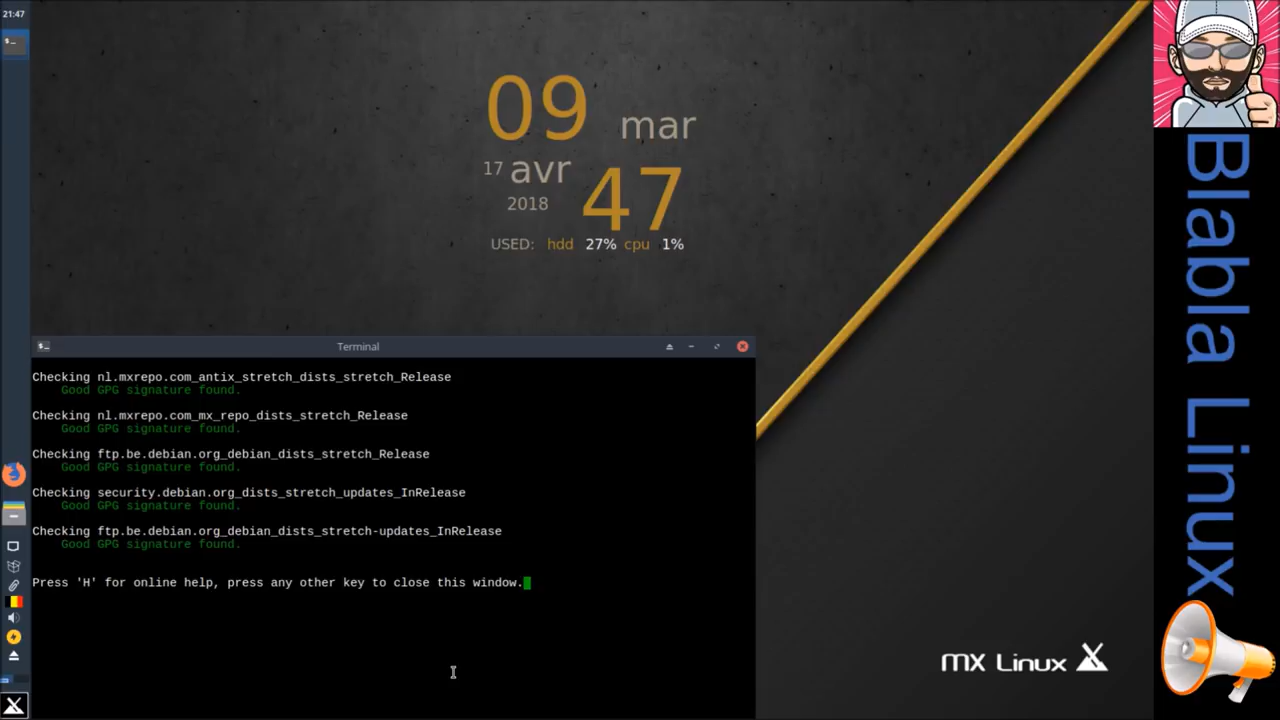 21:47
09 mar
17 avr
47
2018
USED: hdd 27% cpu 1%
Terminal
Checking nl.mxrepo.com_antix_stretch_dists_stretch_Release
Good GPG signature found.
Checking nl.mxrepo.com_mx_repo_dists_stretch_Release
Good GPG signature found.
Checking ftp.be.debian.org_debian_dists_stretch_Release
Good GPG signature found.
Checking security.debian.org_dists_stretch_updates_InRelease
Good GPG signature found.
Checking ftp.be.debian.org_debian_dists_stretch-updates_InRelease
Good GPG signature found.
Press 'H' for online help, press any other key to close this window.
MX Linux
Blabla Linux